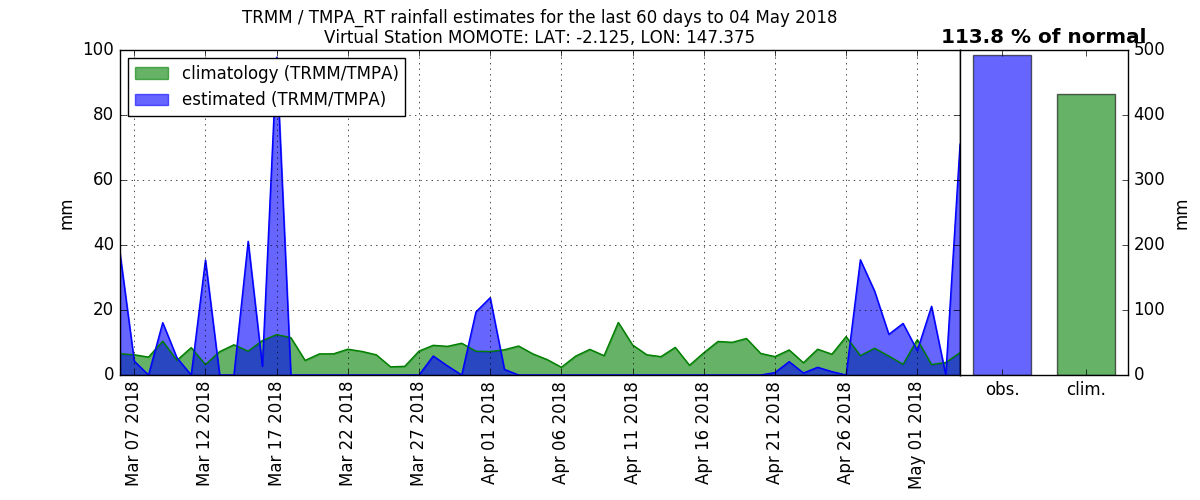 TRMM / TMPA_RT rainfall estimates for the last 60 days to 04 May 2018
Virtual Station MOMOTE: LAT: -2.125, LON: 147.375
113.8 % of normal
climatology (TRMM/TMPA)
estimated (TRMM/TMPA)
100
80
60
40
20
0
mm
Mar 07 2018
Mar 12 2018
Mar 17 2018
Mar 22 2018
Mar 27 2018
Apr 01 2018
Apr 06 2018
Apr 11 2018
Apr 16 2018
Apr 21 2018
Apr 26 2018
May 01 2018
obs.
clim.
500
400
300
200
100
0
mm